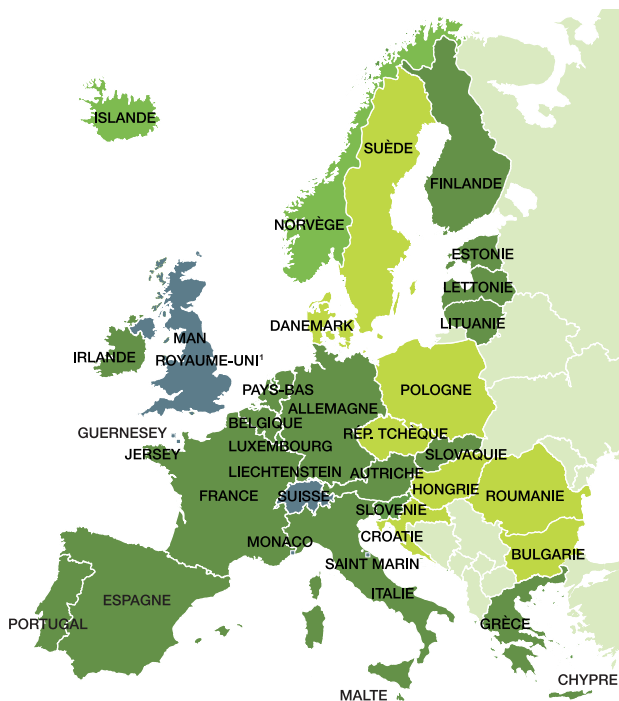 ISLANDE
SUÈDE
FINLANDE
NORVÈGE
ESTONIE
LETTONIE
LITUANIE
DANEMARK
MAN
IRLANDE
ROYAUME-UNI¹
PAYS-BAS
POLOGNE
ALLEMAGNE
BELGIQUE
GUERNESEY
RÉP. TCHÈQUE
LUXEMBOURG
JERSEY
SLOVAQUIE
LIECHTENSTEIN
AUTRICHE
HONGRIE
FRANCE
SUISSE
ROUMANIE
SLOVENIE
CROATIE
MONACO
BULGARIE
SAINT MARIN
ITALIE
ESPAGNE
PORTUGAL
GRÈCE
CHYPRE
MALTE